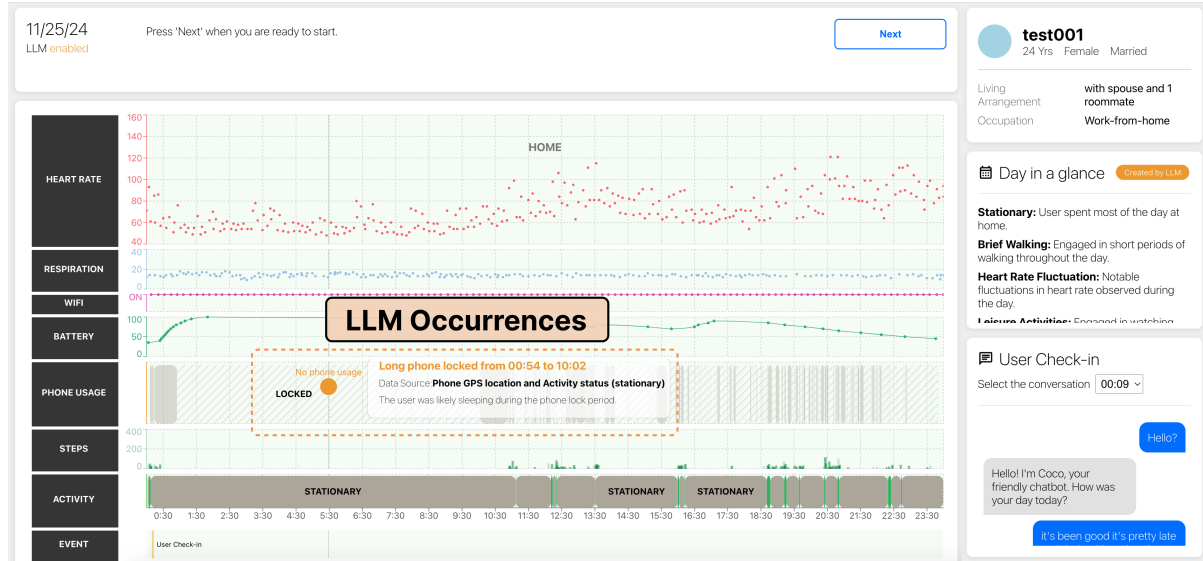 11/25/24
LLM enabled
Press 'Next' when you are ready to start.
Next
HEART RATE
160
140
120
100
80
60
40
HOME
RESPIRATION
40
20
0
WIFI
ON
BATTERY
100
50
LLM Occurrences
PHONE USAGE
No phone usage
LOCKED
Long phone locked from 00:54 to 10:02
Data Source: Phone GPS location and Activity status (stationary)
The user was likely sleeping during the phone lock period.
STEPS
400
200
0
ACTIVITY
STATIONARY
STATIONARY
STATIONARY
0:30 1:30 2:30 3:30 4:30 5:30 6:30 7:30 8:30 9:30 10:30 11:30 12:30 13:30 14:30 15:30 16:30 17:30 18:30 19:30 20:30 21:30 22:30 23:30
EVENT
User Check-in
test001
24 Yrs Female Married
Living
Arrangement
with spouse and 1
roommate
Occupation
Work-from-home
Day in a glance
Created by LLM
Stationary: User spent most of the day at
home.
Brief Walking: Engaged in short periods of
walking throughout the day.
Heart Rate Fluctuation: Notable
fluctuations in heart rate observed during
the day.
Leisure Activities: Engaged in watching
User Check-in
Select the conversation 00:09
Hello?
Hello! I'm Coco, your
friendly chatbot. How was
your day today?
it's been good it's pretty late